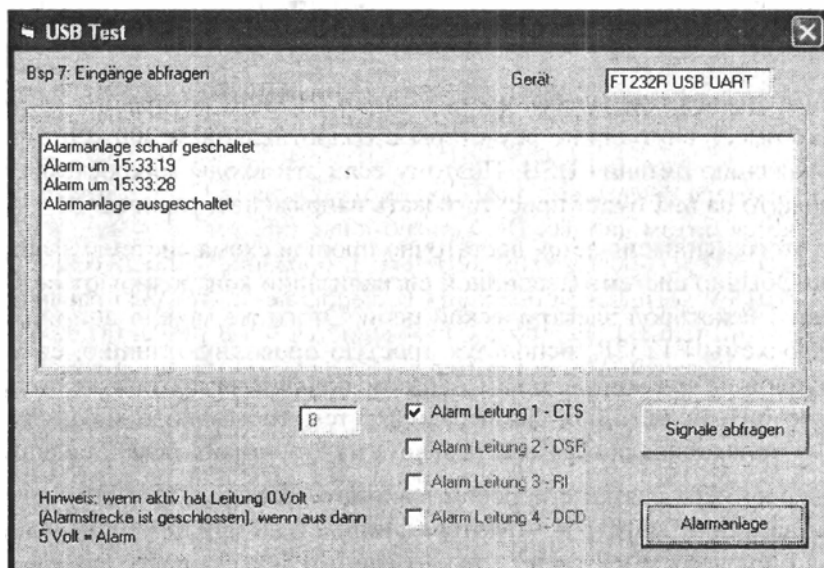 USB Test
Bsp 7: Eingänge abfragen
Gerät:
FT232R USB UART
Alarmanlage scharf geschaltet
Alarm um 15:33:19
Alarm um 15:33:28
Alarmanlage ausgeschaltet
8
Alarm Leitung 1 - CTS
Alarm Leitung 2 - DSR
Alarm Leitung 3 - RI
Alarm Leitung 4 - DCD
Signale abfragen
Hinweis: wenn aktiv hat Leitung 0 Volt
(Alarmstrecke ist geschlossen), wenn aus dann
5 Volt = Alarm
Alarmanlage